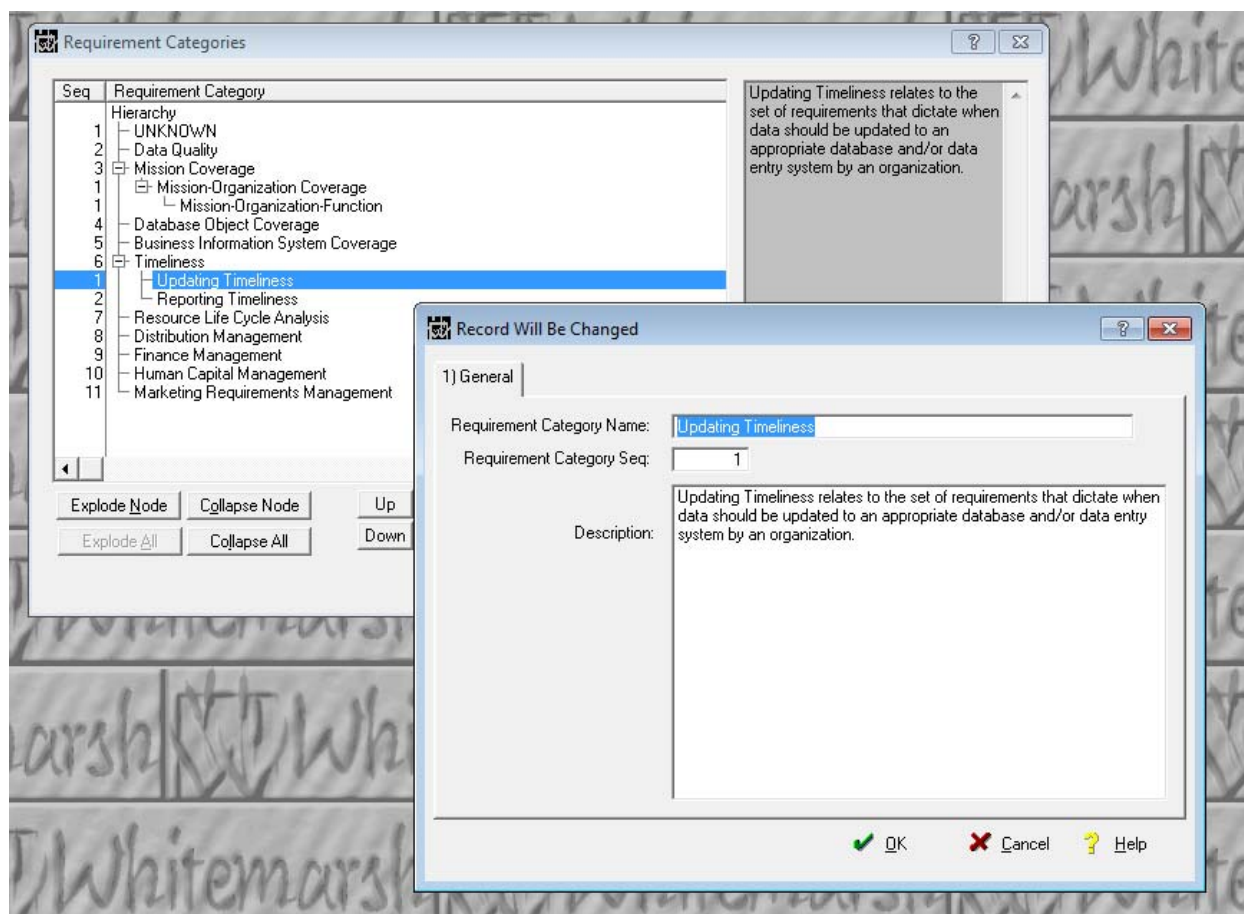 Requirement Categories
Seq Requirement Category
Hierarchy
1 UNKNOWN
2 Data Quality
3 Mission Coverage
1 Mission-Organization Coverage
1 Mission-Organization-Function
4 Database Object Coverage
5 Business Information System Coverage
6 Timeliness
1 Updating Timeliness
2 Reporting Timeliness
7 Resource Life Cycle Analysis
8 Distribution Management
9 Finance Management
10 Human Capital Management
11 Marketing Requirements Management
Updating Timeliness relates to the
set of requirements that dictate when
data should be updated to an
appropriate database and/or data
entry system by an organization.
Explode Node Collapse Node Up
Explode All Collapse All Down
Record Will Be Changed
1) General
Requirement Category Name: Updating Timeliness
Requirement Category Seq: 1
Description:
Updating Timeliness relates to the set of requirements that dictate when
data should be updated to an appropriate database and/or data entry
system by an organization.
OK Cancel Help
White
arsh
arsh Whi
Whitemarsh